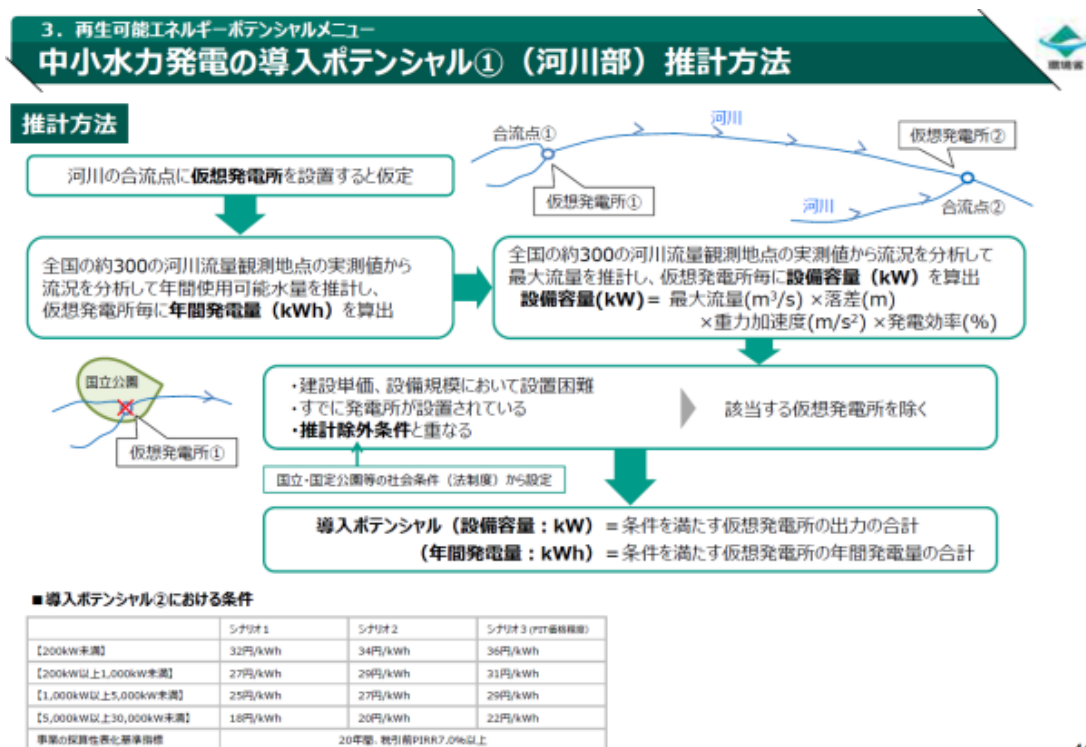 3．再生可能エネルギーポテンシャルメニュー
中小水力発電の導入ポテンシャル①（河川部）推計方法
環境省
推計方法
合流点①
河川
仮想発電所②
仮想発電所①
河川
合流点②
河川の合流点に仮想発電所を設置すると仮定
全国の約300の河川流量観測地点の実測値から
流況を分析して年間使用可能水量を推計し、
仮想発電所毎に年間発電量（kWh）を算出
全国の約300の河川流量観測地点の実測値から流況を分析して
最大流量を推計し、仮想発電所毎に設備容量（kW）を算出
設備容量(kW)＝ 最大流量(m³/s) ×落差(m)
×重力加速度(m/s²) ×発電効率(%)
国立公園
仮想発電所①
・建設単価、設備規模において設置困難
・すでに発電所が設置されている
・推計除外条件と重なる
該当する仮想発電所を除く
国立・国定公園等の社会条件（法制度）から設定
導入ポテンシャル（設備容量：kW）＝条件を満たす仮想発電所の出力の合計
（年間発電量：kWh）＝条件を満たす仮想発電所の年間発電量の合計
■導入ポテンシャル②における条件
シナリオ1 シナリオ2 シナリオ3 (FIT価格程度)
【200kW未満】 32円/kWh 34円/kWh 36円/kWh
【200kW以上1,000kW未満】 27円/kWh 29円/kWh 31円/kWh
【1,000kW以上5,000kW未満】 25円/kWh 27円/kWh 29円/kWh
【5,000kW以上30,000kW未満】 18円/kWh 20円/kWh 22円/kWh
事業の採算性表化基準指標 20年間、税引前PIRR7.0%以上